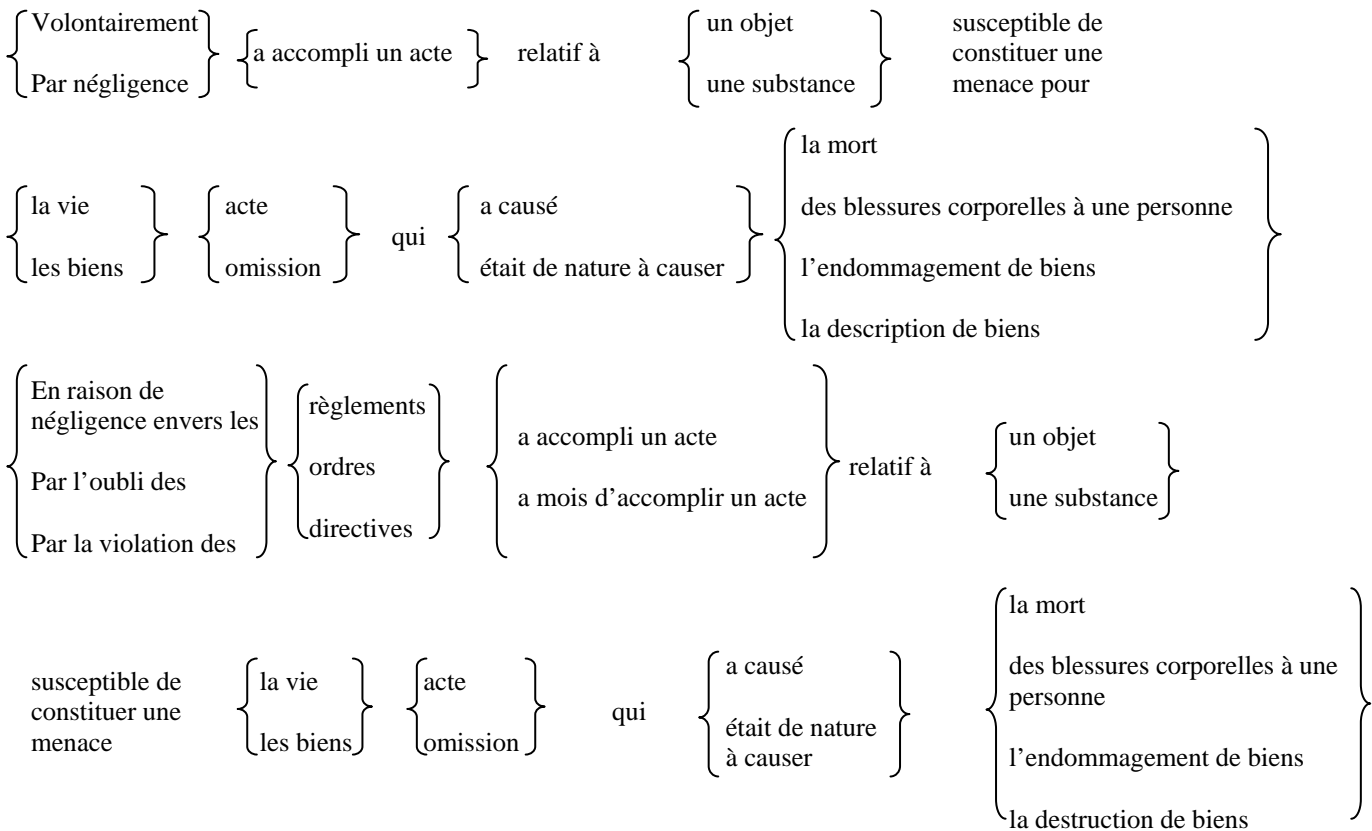 Volontairement
Par négligence
a accompli un acte
relatif à
un objet
une substance
susceptible de
constituer une
menace pour
la vie
les biens
acte
omission
qui
a causé
était de nature à causer
la mort
des blessures corporelles à une personne
l'endommagement de biens
la description de biens
En raison de
négligence envers les
Par l'oubli des
Par la violation des
règlements
ordres
directives
a accompli un acte
a mois d'accomplir un acte
relatif à
un objet
une substance
susceptible de
constituer une
menace
la vie
les biens
acte
omission
qui
a causé
était de nature
à causer
la mort
des blessures corporelles à une
personne
l'endommagement de biens
la destruction de biens